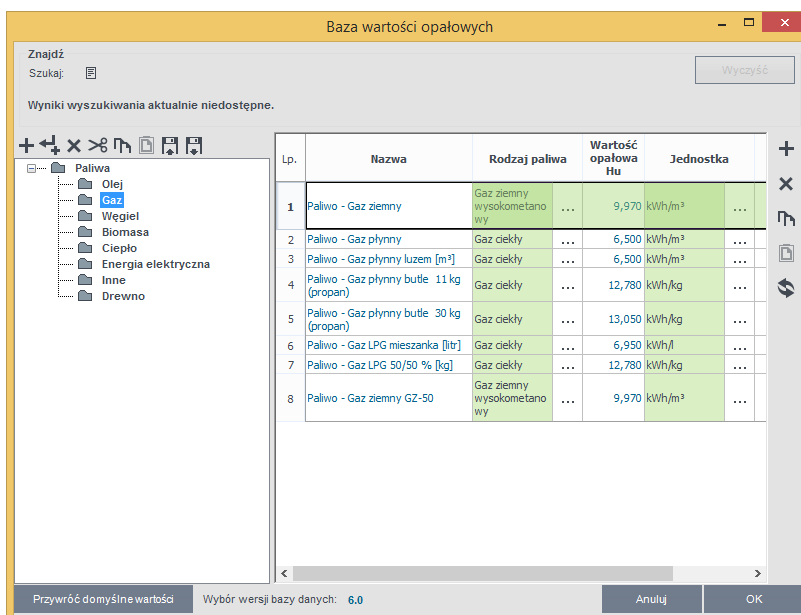 Baza wartości opałowych
Znajdź
Szukaj:
Wyczyść
Wyniki wyszukiwania aktualnie niedostępne.
Paliwa
Olej
Gaz
Węgiel
Biomasa
Ciepło
Energia elektryczna
Inne
Drewno
Lp. Nazwa Rodzaj paliwa Wartość opałowa Hu Jednostka
1 Paliwo - Gaz ziemny Gaz ziemny wysokometanowy ... 9,970 kWh/m³ ...
2 Paliwo - Gaz płynny Gaz ciekły ... 6,500 kWh/m³ ...
3 Paliwo - Gaz płynny luzem [m³] Gaz ciekły ... 6,500 kWh/m³ ...
4 Paliwo - Gaz płynny butle 11 kg (propan) Gaz ciekły ... 12,780 kWh/kg ...
5 Paliwo - Gaz płynny butle 30 kg (propan) Gaz ciekły ... 13,050 kWh/kg ...
6 Paliwo - Gaz LPG mieszanka [litr] Gaz ciekły ... 6,950 kWh/l ...
7 Paliwo - Gaz LPG 50/50 % [kg] Gaz ciekły ... 12,780 kWh/kg ...
8 Paliwo - Gaz ziemny GZ-50 Gaz ziemny wysokometanowy ... 9,970 kWh/m³ ...
Przywróć domyślne wartości
Wybór wersji bazy danych: 6.0
Anuluj
OK